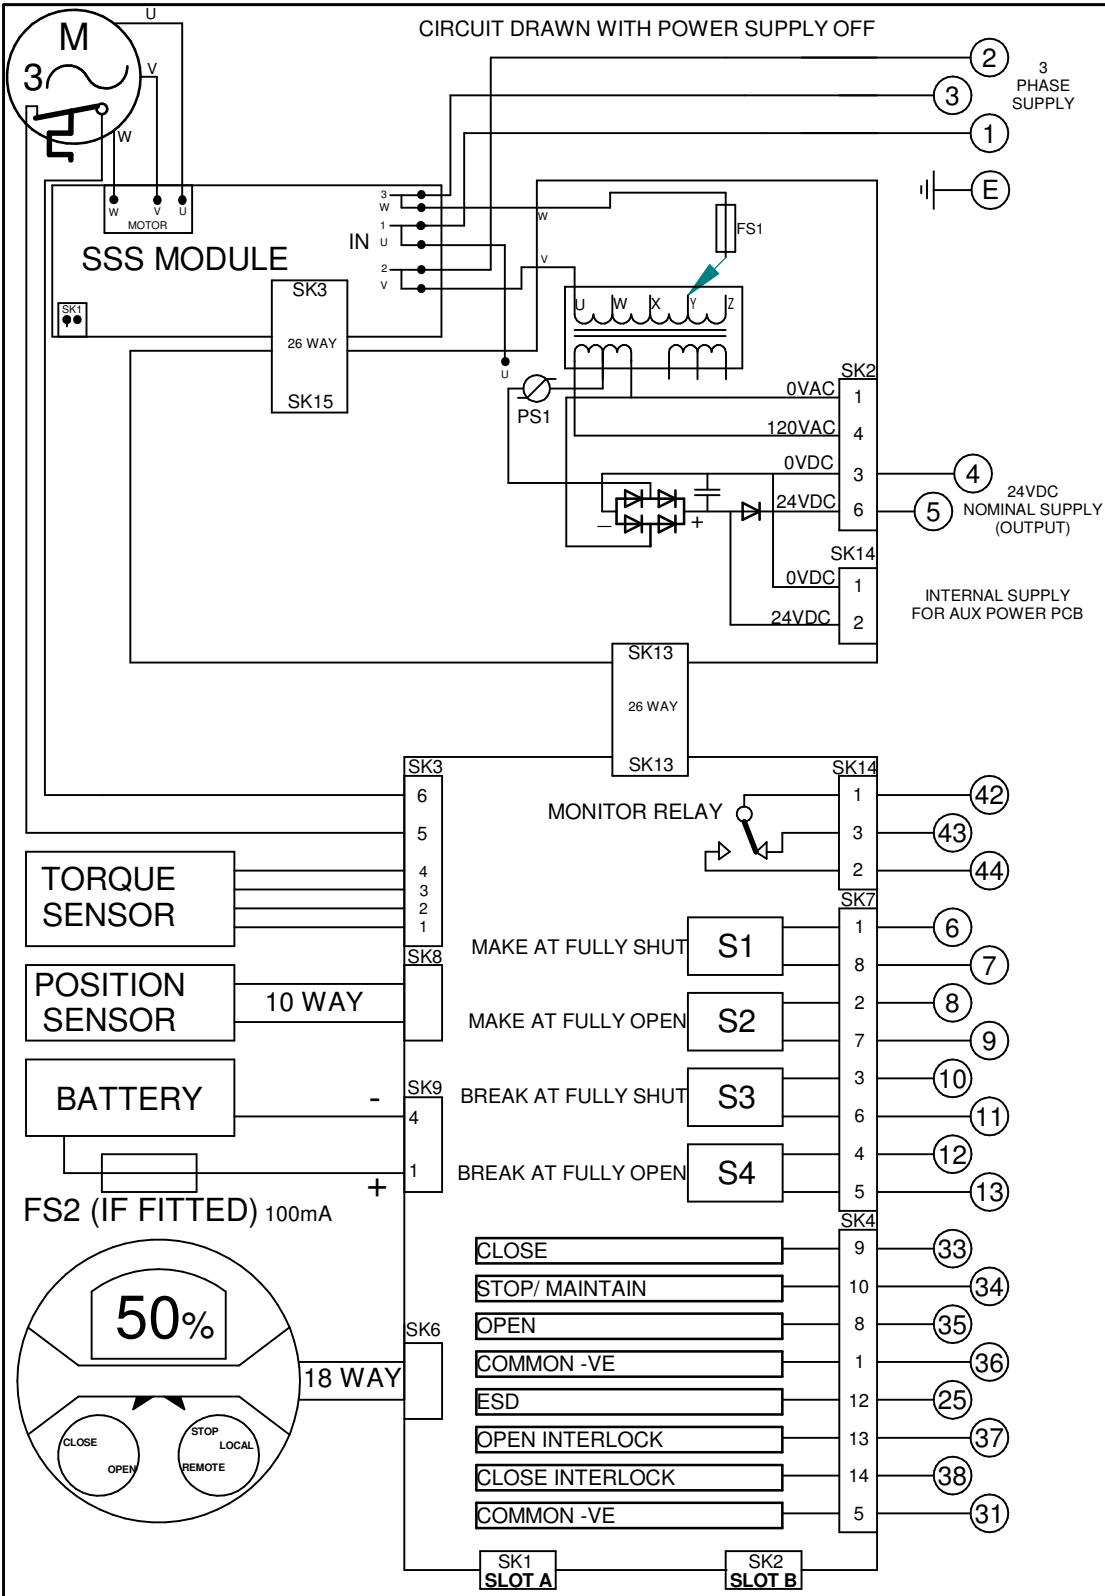 CIRCUIT DRAWN WITH POWER SUPPLY OFF
M
3
U
V
W
2
3
1
3
PHASE
SUPPLY
E
W V U
MOTOR
SSS MODULE
IN
3
W
1
U
2
V
W
V
FS1
SK1
SK3
26 WAY
SK15
U W X Y Z
U
PS1
SK2
0VAC 1
120VAC 4
0VDC 3
24VDC 6
4
5
24VDC
NOMINAL SUPPLY
(OUTPUT)
− +
SK14
0VDC 1
24VDC 2
INTERNAL SUPPLY
FOR AUX POWER PCB
SK13
26 WAY
SK13
SK3
6
5
4
3
2
1
TORQUE
SENSOR
SK8
POSITION
SENSOR
10 WAY
BATTERY
SK9
- 4
1
+
FS2 (IF FITTED) 100mA
50%
CLOSE
OPEN
STOP
LOCAL
REMOTE
SK6
18 WAY
MONITOR RELAY
SK14
1 42
3 43
2 44
SK7
MAKE AT FULLY SHUT S1
1 6
8 7
MAKE AT FULLY OPEN S2
2 8
7 9
BREAK AT FULLY SHUT S3
3 10
6 11
BREAK AT FULLY OPEN S4
4 12
5 13
SK4
CLOSE 9 33
STOP/ MAINTAIN 10 34
OPEN 8 35
COMMON -VE 1 36
ESD 12 25
OPEN INTERLOCK 13 37
CLOSE INTERLOCK 14 38
COMMON -VE 5 31
SK1
SLOT A
SK2
SLOT B